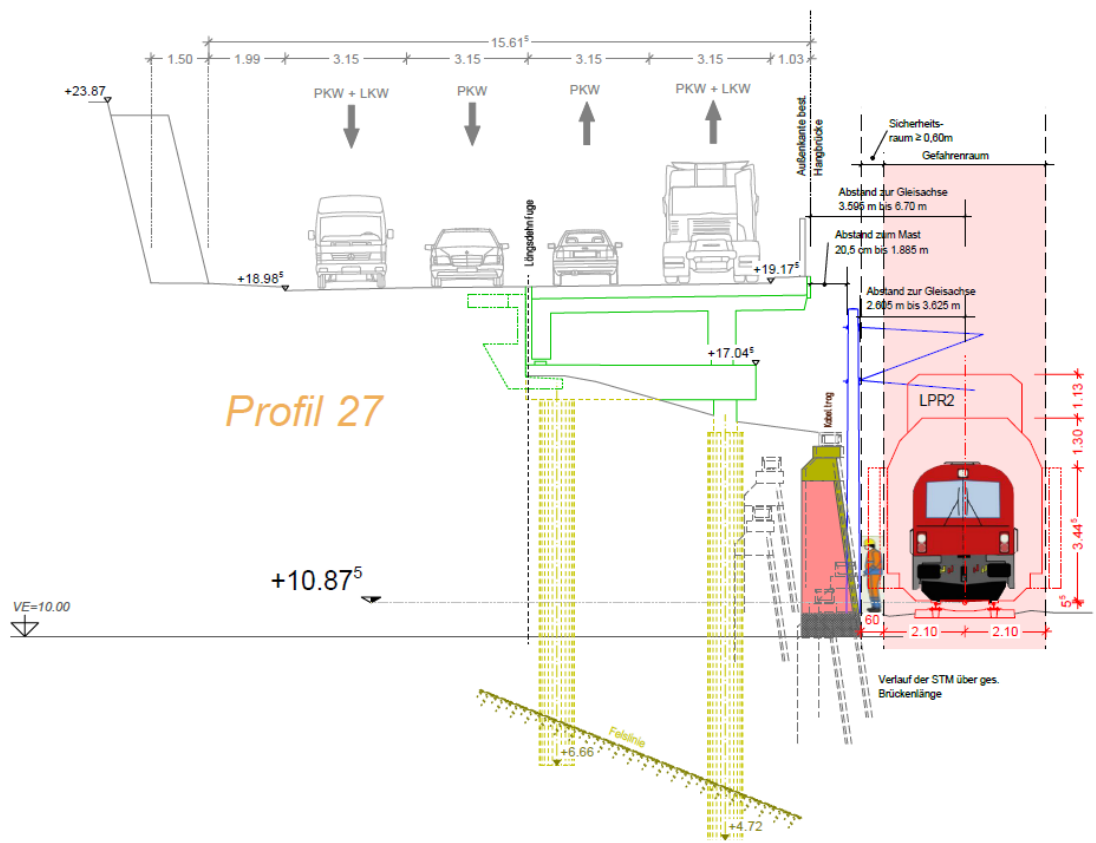 15.61⁵
1.50
1.99
3.15
3.15
3.15
3.15
1.03
+23.87
PKW + LKW
PKW
PKW
PKW + LKW
Außenkante best.
Hangbrücke
Sicherheits-
raum ≥ 0,60m
Gefahrenraum
Abstand zur Gleisachse
3.595 m bis 6.70 m
Längsdehnfuge
Abstand zum Mast
20,5 cm bis 1.885 m
+18.98⁵
+19.17⁵
Abstand zur Gleisachse
2.605 m bis 3.625 m
+17.04⁵
Profil 27
Kabeltrog
LPR2
1.13
1.30
3.44⁵
5⁵
+10.87⁵
VE=10.00
60
2.10
2.10
Verlauf der STM über ges.
Brückenlänge
Felslinie
+6.66
+4.72